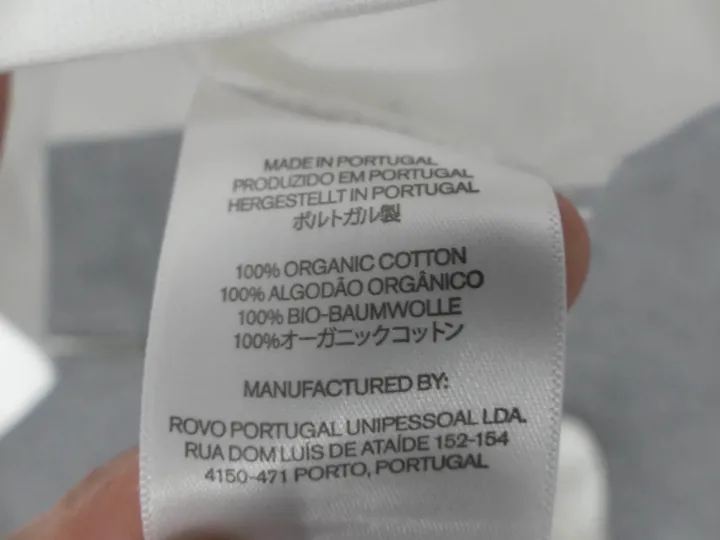 MADE IN PORTUGAL
PRODUZIDO EM PORTUGAL
HERGESTELLT IN PORTUGAL
ポルトガル製
100% ORGANIC COTTON
100% ALGODÃO ORGÂNICO
100% BIO-BAUMWOLLE
100%オーガニックコットン
MANUFACTURED BY:
ROVO PORTUGAL UNIPESSOAL LDA.
RUA DOM LUÍS DE ATAÍDE 152-154
4150-471 PORTO, PORTUGAL